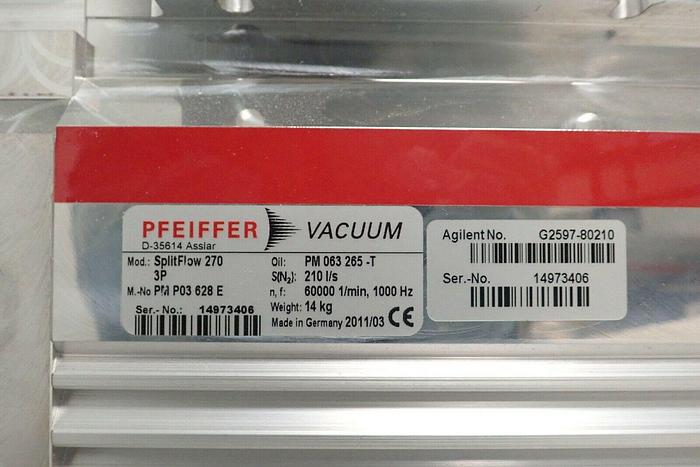 PFEIFFER VACUUM
D-35614 Asslar
Mod.: SplitFlow 270
3P
M.-No PM P03 628 E
Ser.- No.: 14973406
Oil: PM 063 265 -T
S(N₂): 210 l/s
n, f: 60000 1/min, 1000 Hz
Weight: 14 kg
Made in Germany 2011/03 CE
Agilent No. G2597-80210
Ser.-No. 14973406